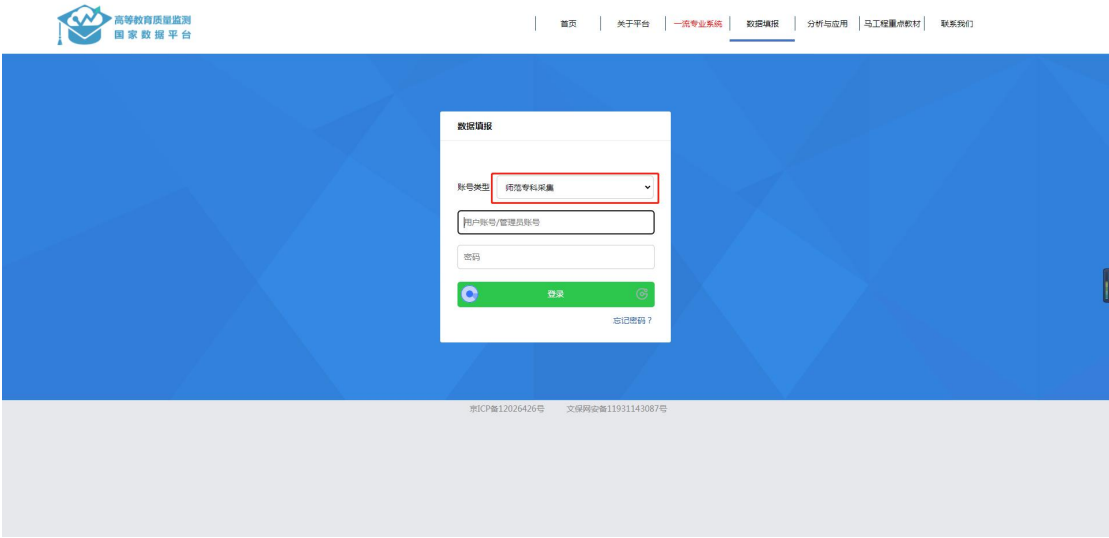 高等教育质量监测
国家数据平台
首页
关于平台
一流专业系统
数据填报
分析与应用
马工程重点教材
联系我们
数据填报
账号类型 师范专科采集
用户账号/管理员账号
密码
登录
忘记密码？
京ICP备12026426号 文保网安备11931143087号